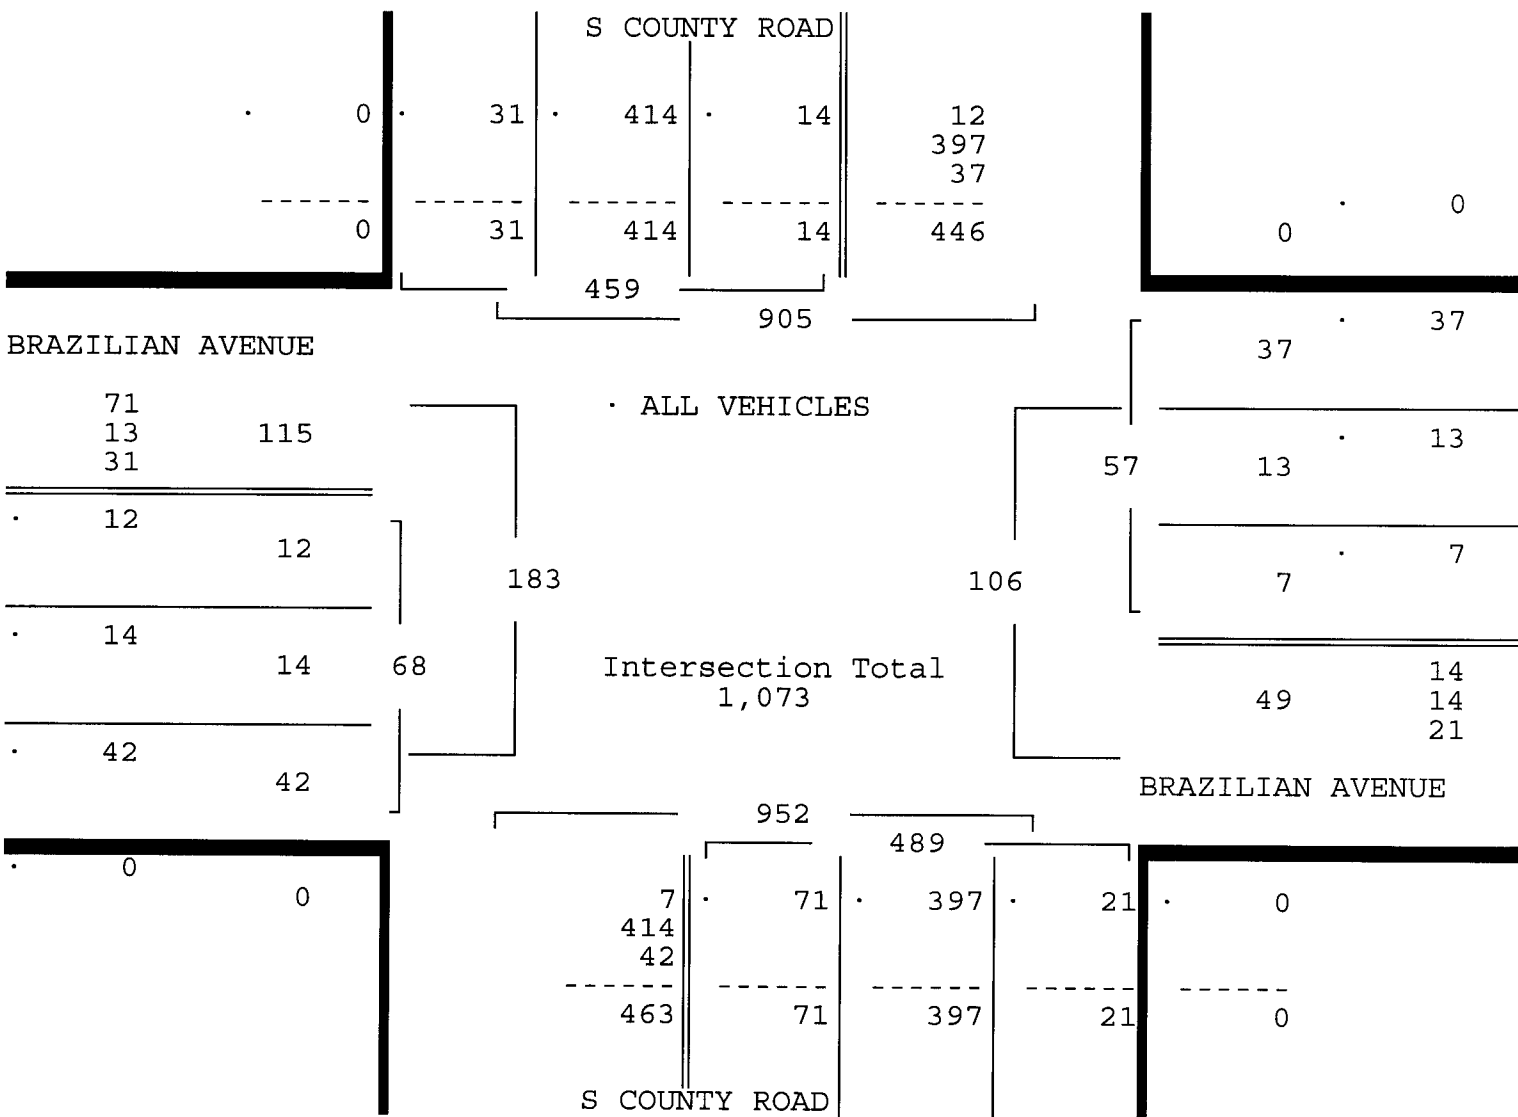 S COUNTY ROAD
· 0 · 31 · 414 · 14 12
397
37
------ ------ ------ ------ ------
· 0
0 31 414 14 446 0
459
905
· 37
BRAZILIAN AVENUE 37
71 · ALL VEHICLES
13 115 · 13
31 57 13
· 12
12 · 7
183 106 7
· 14
14 68 Intersection Total 14
1,073 49 14
21
· 42
42 BRAZILIAN AVENUE
952
489
· 0
0 7 · 71 · 397 · 21 · 0
414
42
------ ------ ------ ------ ------
463 71 397 21 0
S COUNTY ROAD